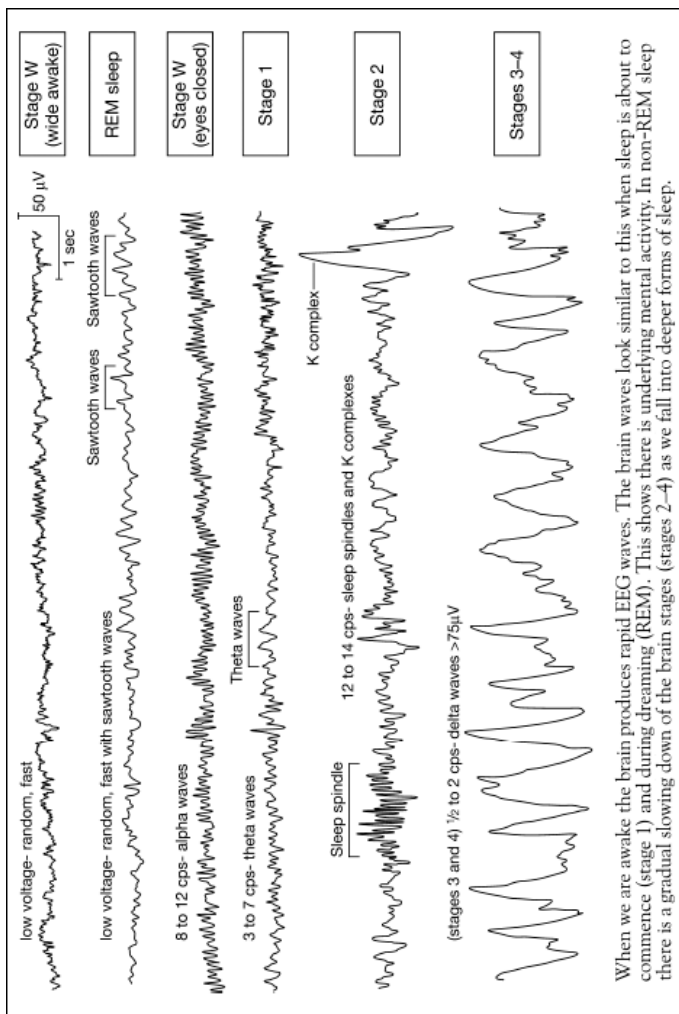 Stage W
(wide awake)
low voltage- random, fast
50 μV
1 sec
REM sleep
low voltage- random, fast with sawtooth waves
Sawtooth waves
Sawtooth waves
Stage W
(eyes closed)
8 to 12 cps- alpha waves
Stage 1
3 to 7 cps- theta waves
Theta waves
Stage 2
12 to 14 cps- sleep spindles and K complexes
Sleep spindle
K complex
Stages 3–4
(stages 3 and 4) ½ to 2 cps- delta waves >75μV
When we are awake the brain produces rapid EEG waves. The brain waves look similar to this when sleep is about to
commence (stage 1) and during dreaming (REM). This shows there is underlying mental activity. In non-REM sleep
there is a gradual slowing down of the brain stages (stages 2–4) as we fall into deeper forms of sleep.